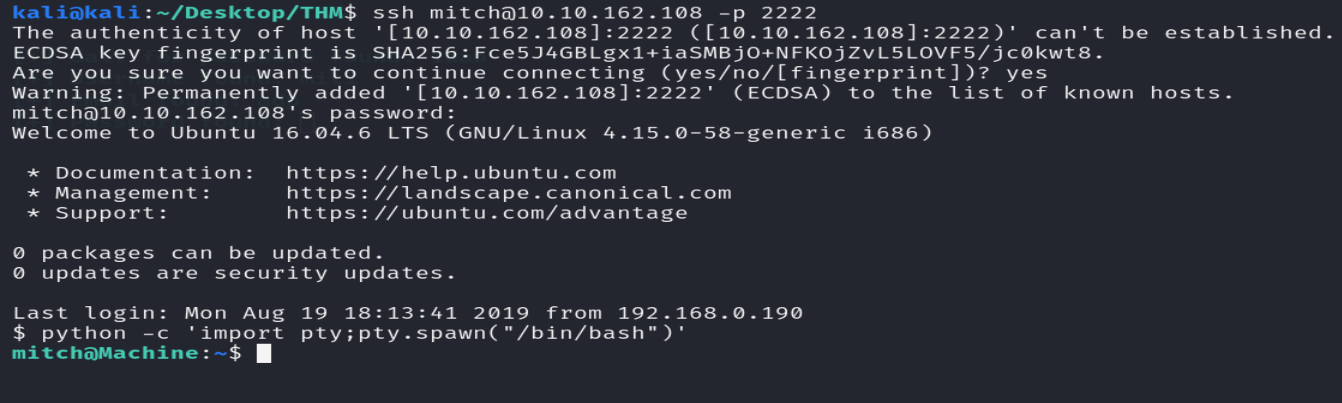 kali@kali:~/Desktop/THM$ ssh mitch@10.10.162.108 -p 2222
The authenticity of host '[10.10.162.108]:2222 ([10.10.162.108]:2222)' can't be established.
ECDSA key fingerprint is SHA256:Fce5J4GBLgx1+iaSMBjO+NFKOjZvL5LOVF5/jc0kwt8.
Are you sure you want to continue connecting (yes/no/[fingerprint])? yes
Warning: Permanently added '[10.10.162.108]:2222' (ECDSA) to the list of known hosts.
mitch@10.10.162.108's password:
Welcome to Ubuntu 16.04.6 LTS (GNU/Linux 4.15.0-58-generic i686)
* Documentation: https://help.ubuntu.com
* Management: https://landscape.canonical.com
* Support: https://ubuntu.com/advantage
0 packages can be updated.
0 updates are security updates.
Last login: Mon Aug 19 18:13:41 2019 from 192.168.0.190
$ python -c 'import pty;pty.spawn("/bin/bash")'
mitch@Machine:~$